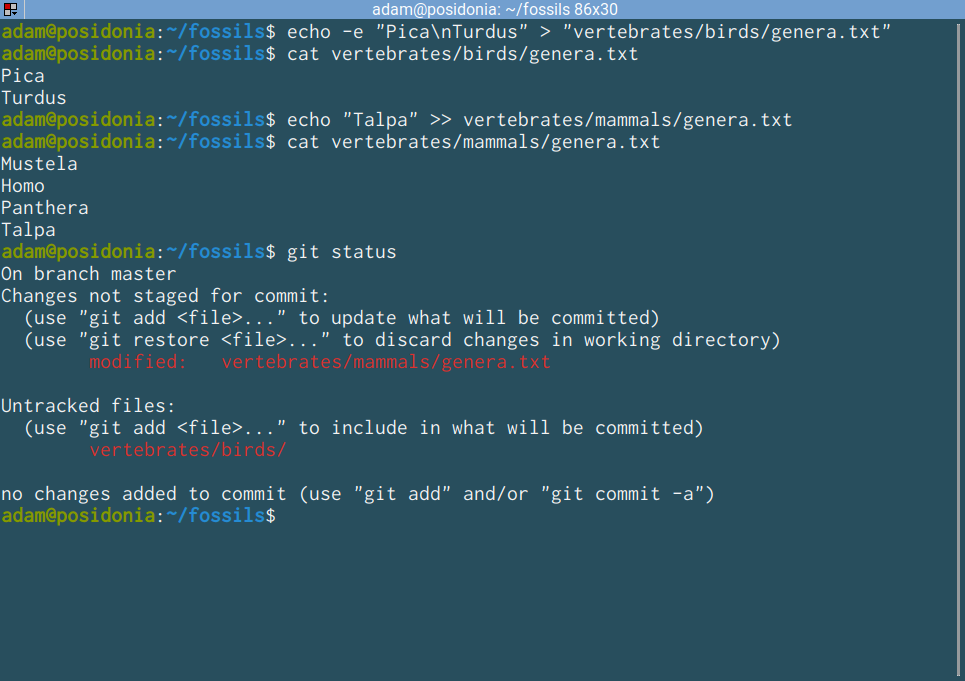 adam@posidonia: ~/fossils 86x30
adam@posidonia:~/fossils$ echo -e "Pica\nTurdus" > "vertebrates/birds/genera.txt"
adam@posidonia:~/fossils$ cat vertebrates/birds/genera.txt
Pica
Turdus
adam@posidonia:~/fossils$ echo "Talpa" >> vertebrates/mammals/genera.txt
adam@posidonia:~/fossils$ cat vertebrates/mammals/genera.txt
Mustela
Homo
Panthera
Talpa
adam@posidonia:~/fossils$ git status
On branch master
Changes not staged for commit:
  (use "git add <file>..." to update what will be committed)
  (use "git restore <file>..." to discard changes in working directory)
        modified:   vertebrates/mammals/genera.txt

Untracked files:
  (use "git add <file>..." to include in what will be committed)
        vertebrates/birds/

no changes added to commit (use "git add" and/or "git commit -a")
adam@posidonia:~/fossils$